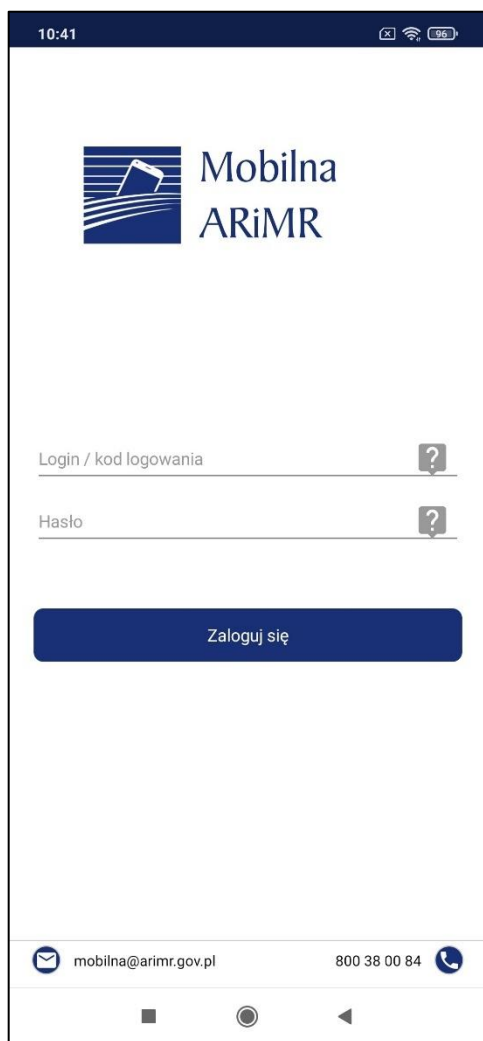 10:41
96
Mobilna
ARiMR
Login / kod logowania
?
Hasło
?
Zaloguj się
mobilna@arimr.gov.pl
800 38 00 84